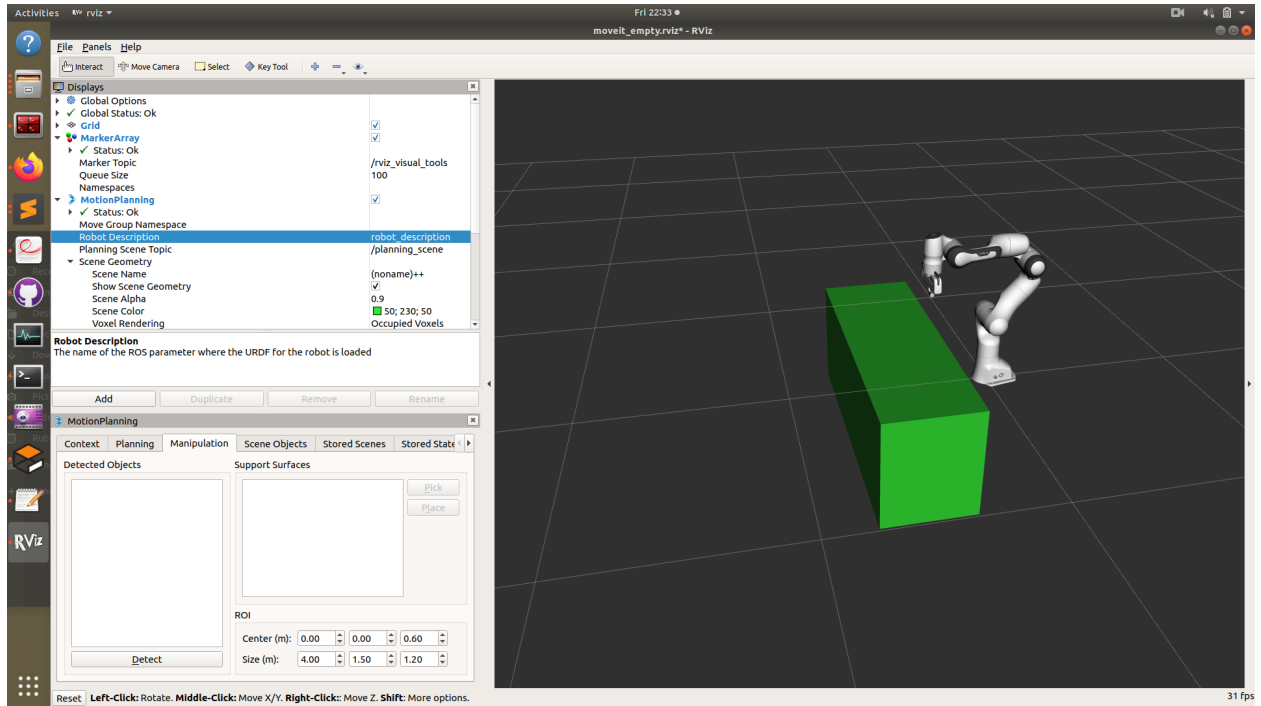 Activities RViz rviz Fri 22:33
moveit_empty.rviz* - RViz
File Panels Help
Interact Move Camera Select Key Tool
Displays
Global Options
Global Status: Ok
Grid
MarkerArray
Status: Ok
Marker Topic /rviz_visual_tools
Queue Size 100
Namespaces
MotionPlanning
Status: Ok
Move Group Namespace
Robot Description robot_description
Planning Scene Topic /planning_scene
Scene Geometry
Scene Name (noname)++
Show Scene Geometry
Scene Alpha 0.9
Scene Color 50; 230; 50
Voxel Rendering Occupied Voxels
Robot Description
The name of the ROS parameter where the URDF for the robot is loaded
Add Duplicate Remove Rename
MotionPlanning
Context Planning Manipulation Scene Objects Stored Scenes Stored State
Detected Objects Support Surfaces
Pick
Place
ROI
Center (m): 0.00 0.00 0.60
Detect Size (m): 4.00 1.50 1.20
RViz
Reset Left-Click: Rotate. Middle-Click: Move X/Y. Right-Click:: Move Z. Shift: More options. 31 fps